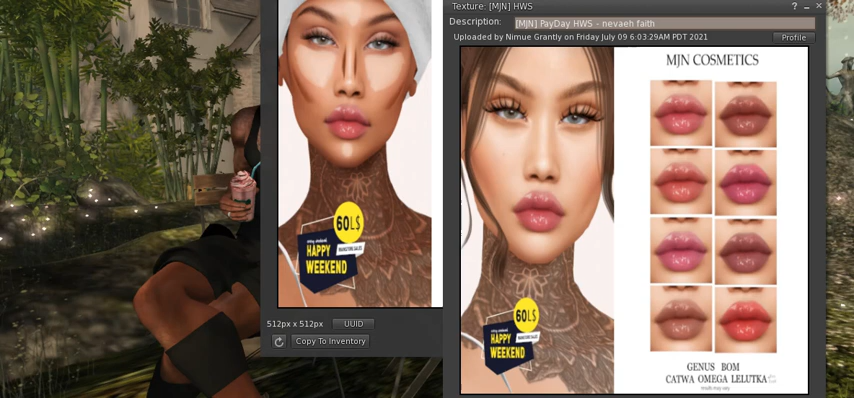 60L$
HAPPY
WEEKEND
512px x 512px
UUID
Copy To Inventory
Texture: [MJN] HWS
Description:
[MJN] PayDay HWS - nevaeh faith
Uploaded by Nimue Grantly on Friday July 09 6:03:29AM PDT 2021
Profile
MJN COSMETICS
60L$
HAPPY
WEEKEND
GENUS BOM
CATWA OMEGA LELUTKA